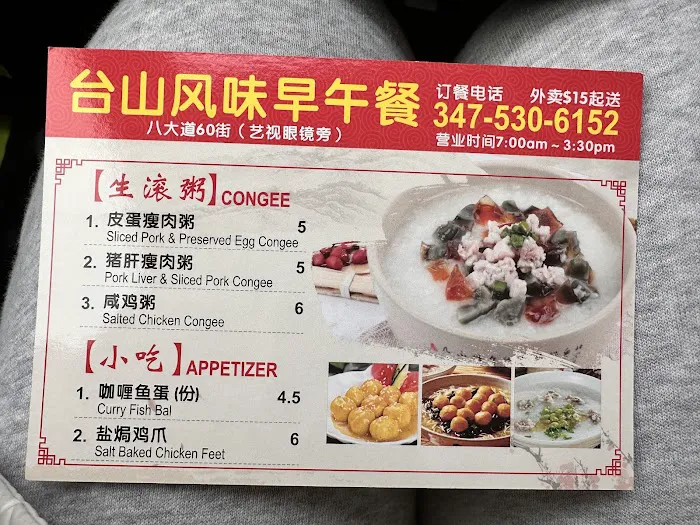 台山风味早午餐
八大道60街（艺视眼镜旁）
订餐电话 外卖$15起送
347-530-6152
营业时间7:00am ~ 3:30pm
【生滚粥】CONGEE
1. 皮蛋瘦肉粥 5
Sliced Pork & Preserved Egg Congee
2. 猪肝瘦肉粥 5
Pork Liver & Sliced Pork Congee
3. 咸鸡粥 6
Salted Chicken Congee
【小吃】APPETIZER
1. 咖喱鱼蛋 (份) 4.5
Curry Fish Bal
2. 盐焗鸡爪 6
Salt Baked Chicken Feet